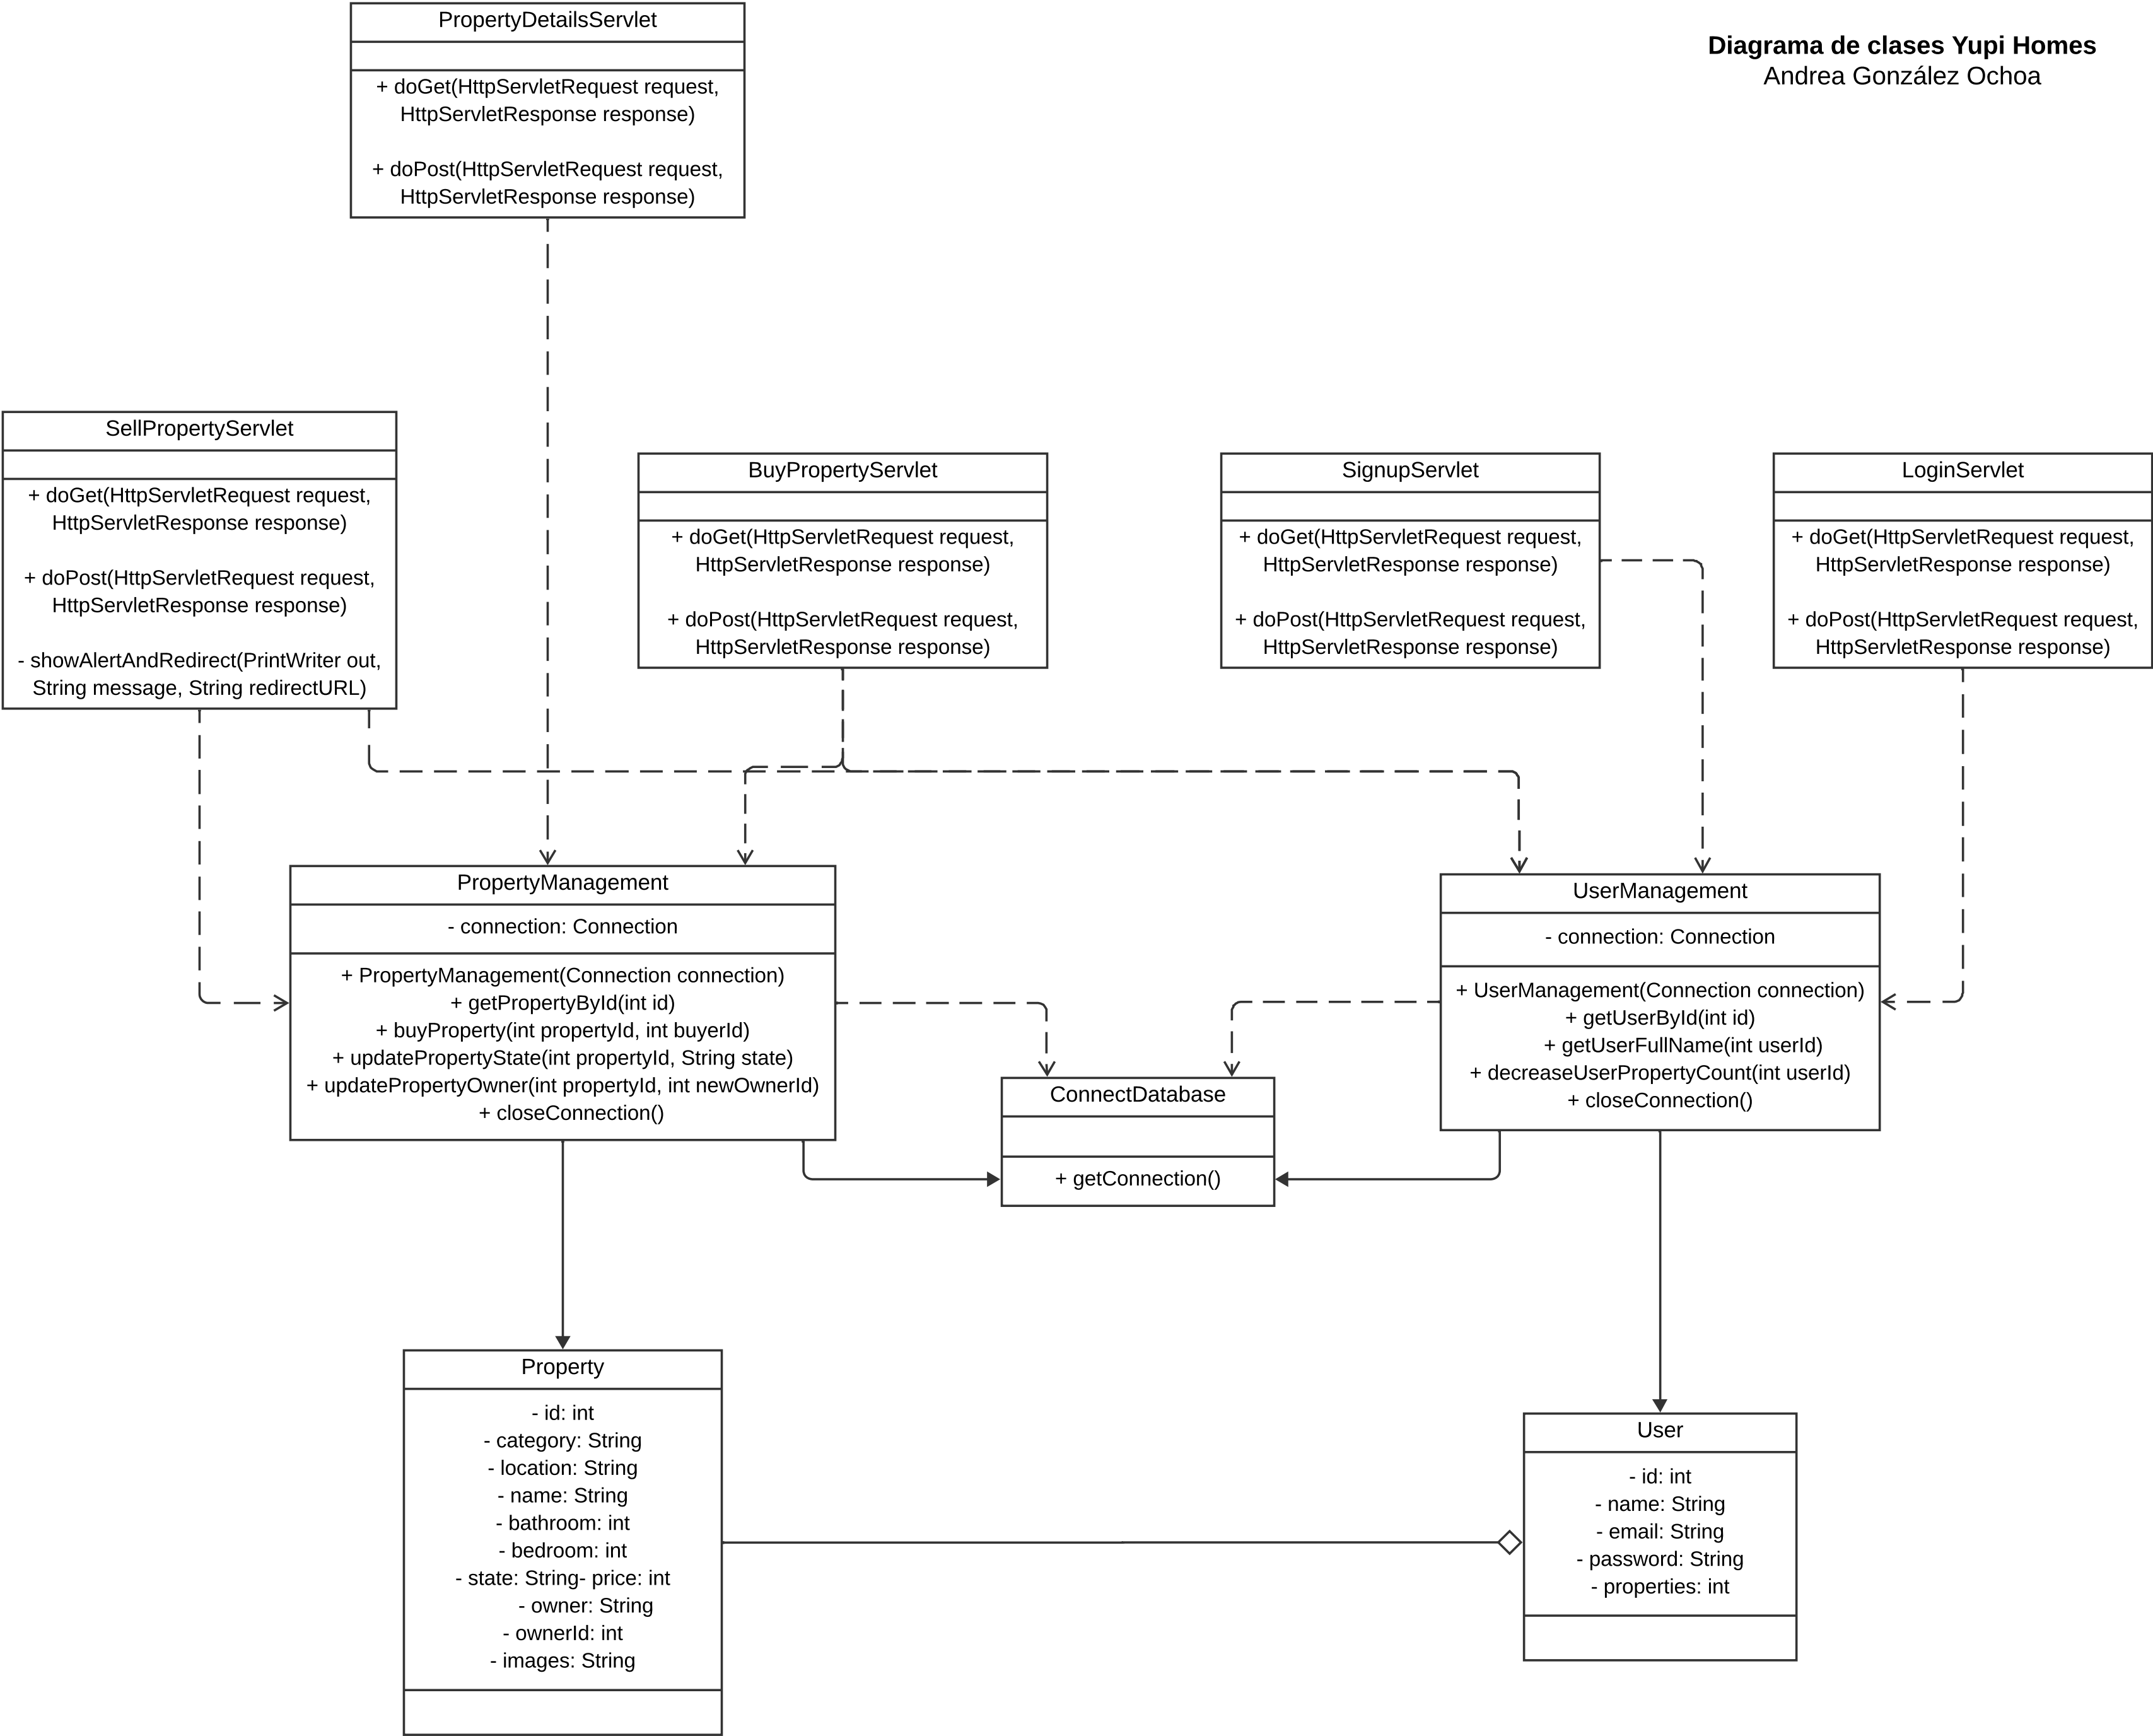 PropertyDetailsServlet
+ doGet(HttpServletRequest request,
HttpServletResponse response)
+ doPost(HttpServletRequest request,
HttpServletResponse response)
Diagrama de clases Yupi Homes
Andrea González Ochoa
SellPropertyServlet
+ doGet(HttpServletRequest request,
HttpServletResponse response)
+ doPost(HttpServletRequest request,
HttpServletResponse response)
- showAlertAndRedirect(PrintWriter out,
String message, String redirectURL)
BuyPropertyServlet
+ doGet(HttpServletRequest request,
HttpServletResponse response)
+ doPost(HttpServletRequest request,
HttpServletResponse response)
SignupServlet
+ doGet(HttpServletRequest request,
HttpServletResponse response)
+ doPost(HttpServletRequest request,
HttpServletResponse response)
LoginServlet
+ doGet(HttpServletRequest request,
HttpServletResponse response)
+ doPost(HttpServletRequest request,
HttpServletResponse response)
PropertyManagement
- connection: Connection
+ PropertyManagement(Connection connection)
+ getPropertyById(int id)
+ buyProperty(int propertyId, int buyerId)
+ updatePropertyState(int propertyId, String state)
+ updatePropertyOwner(int propertyId, int newOwnerId)
+ closeConnection()
UserManagement
- connection: Connection
+ UserManagement(Connection connection)
+ getUserById(int id)
+ getUserFullName(int userId)
+ decreaseUserPropertyCount(int userId)
+ closeConnection()
ConnectDatabase
+ getConnection()
Property
- id: int
- category: String
- location: String
- name: String
- bathroom: int
- bedroom: int
- state: String- price: int
- owner: String
- ownerId: int
- images: String
User
- id: int
- name: String
- email: String
- password: String
- properties: int